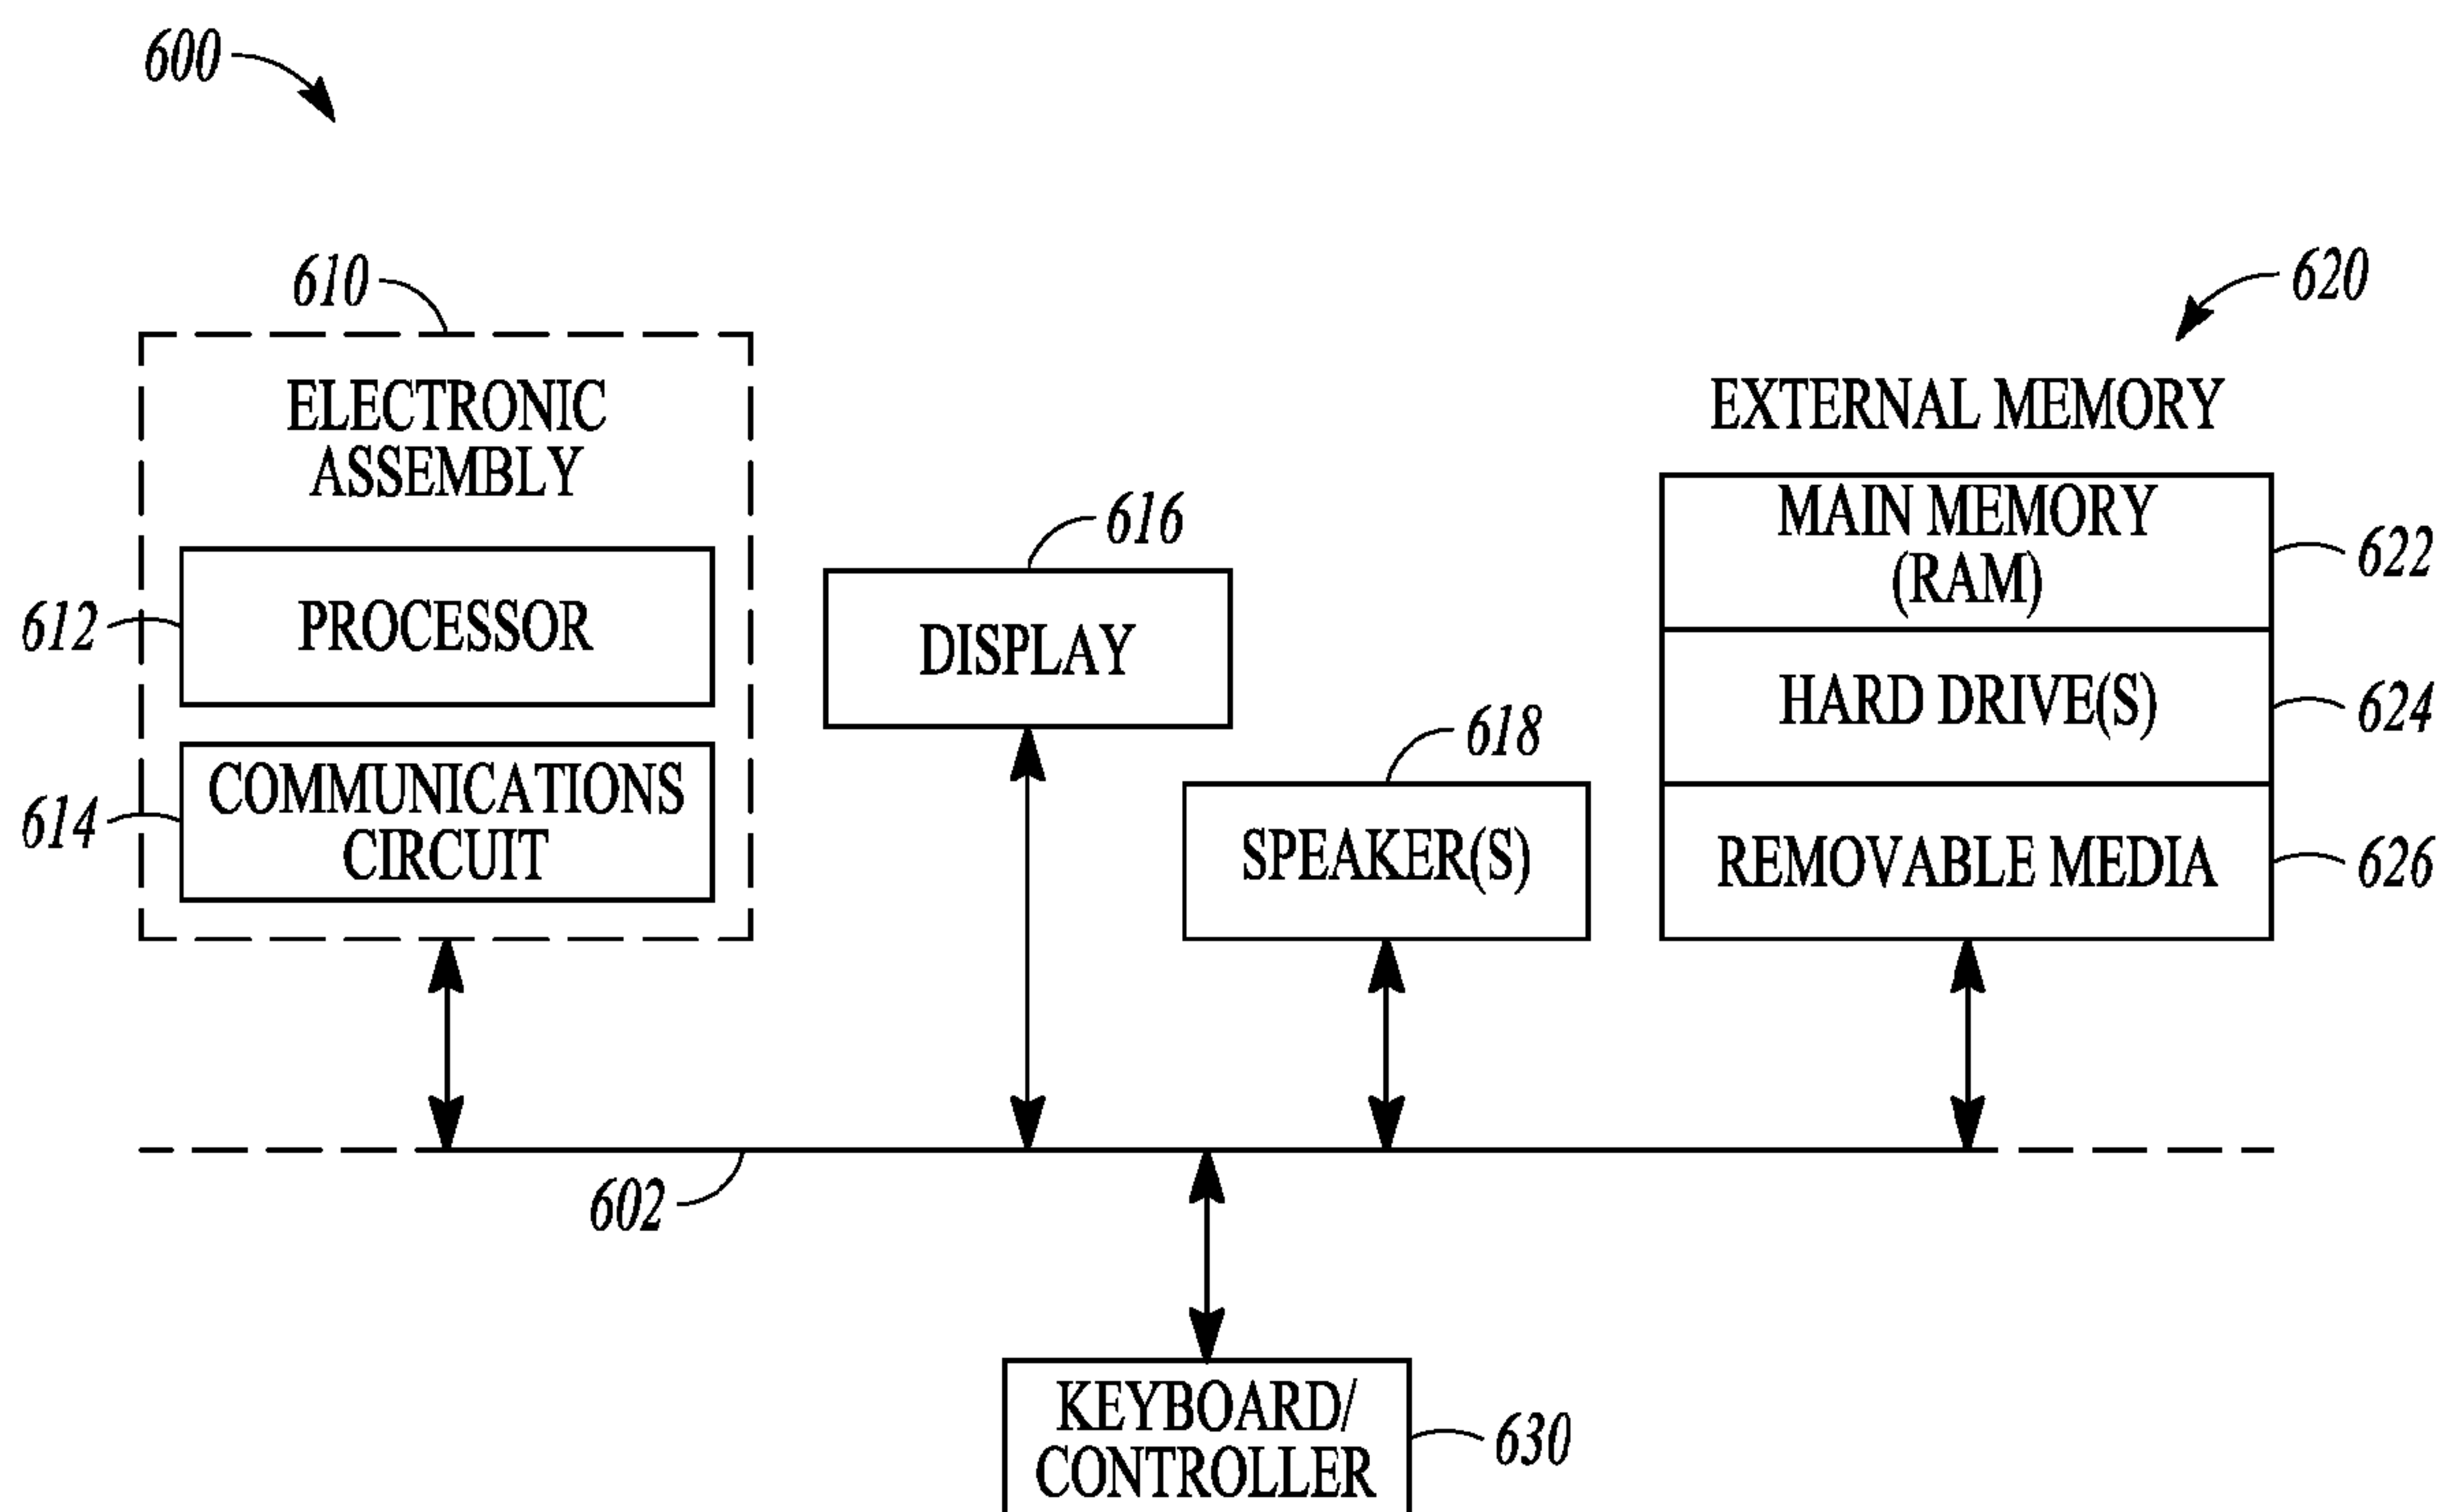 600
610
620
ELECTRONIC
ASSEMBLY
EXTERNAL MEMORY
616
MAIN MEMORY
(RAM)
622
612
PROCESSOR
DISPLAY
HARD DRIVE(S)
624
618
614
COMMUNICATIONS
CIRCUIT
SPEAKER(S)
REMOVABLE MEDIA
626
602
KEYBOARD/
CONTROLLER
630